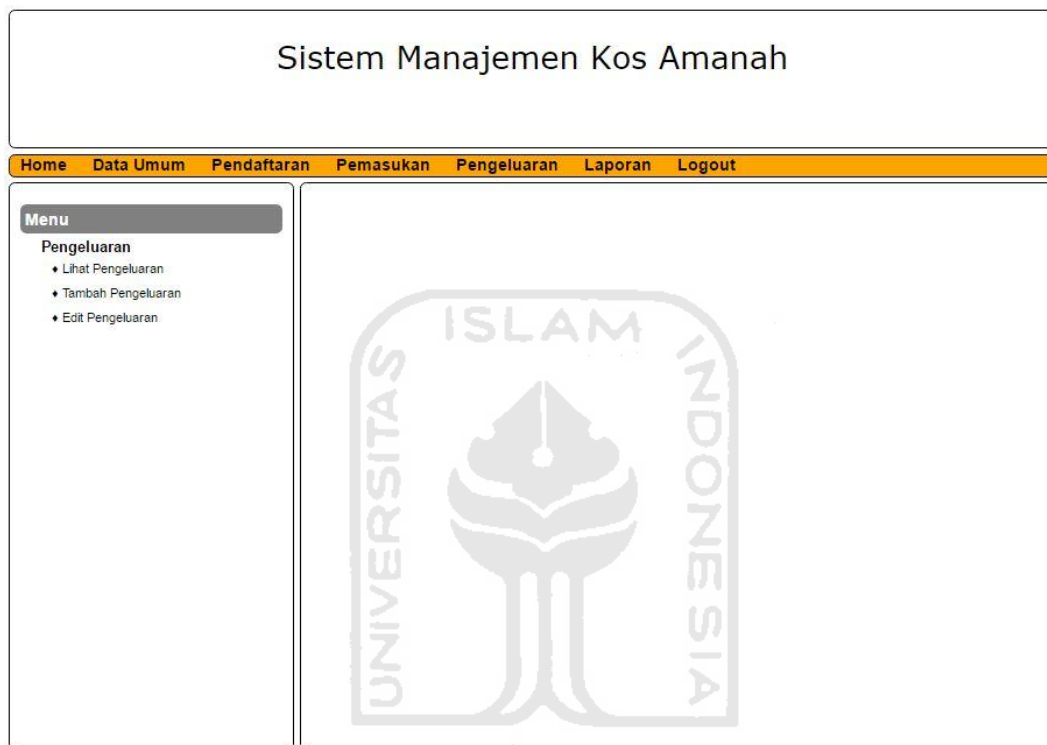 Sistem Manajemen Kos Amanah
Home Data Umum Pendaftaran Pemasukan Pengeluaran Laporan Logout
Menu
Pengeluaran
♦ Lihat Pengeluaran
♦ Tambah Pengeluaran
♦ Edit Pengeluaran
UNIVERSITAS ISLAM INDONESIA